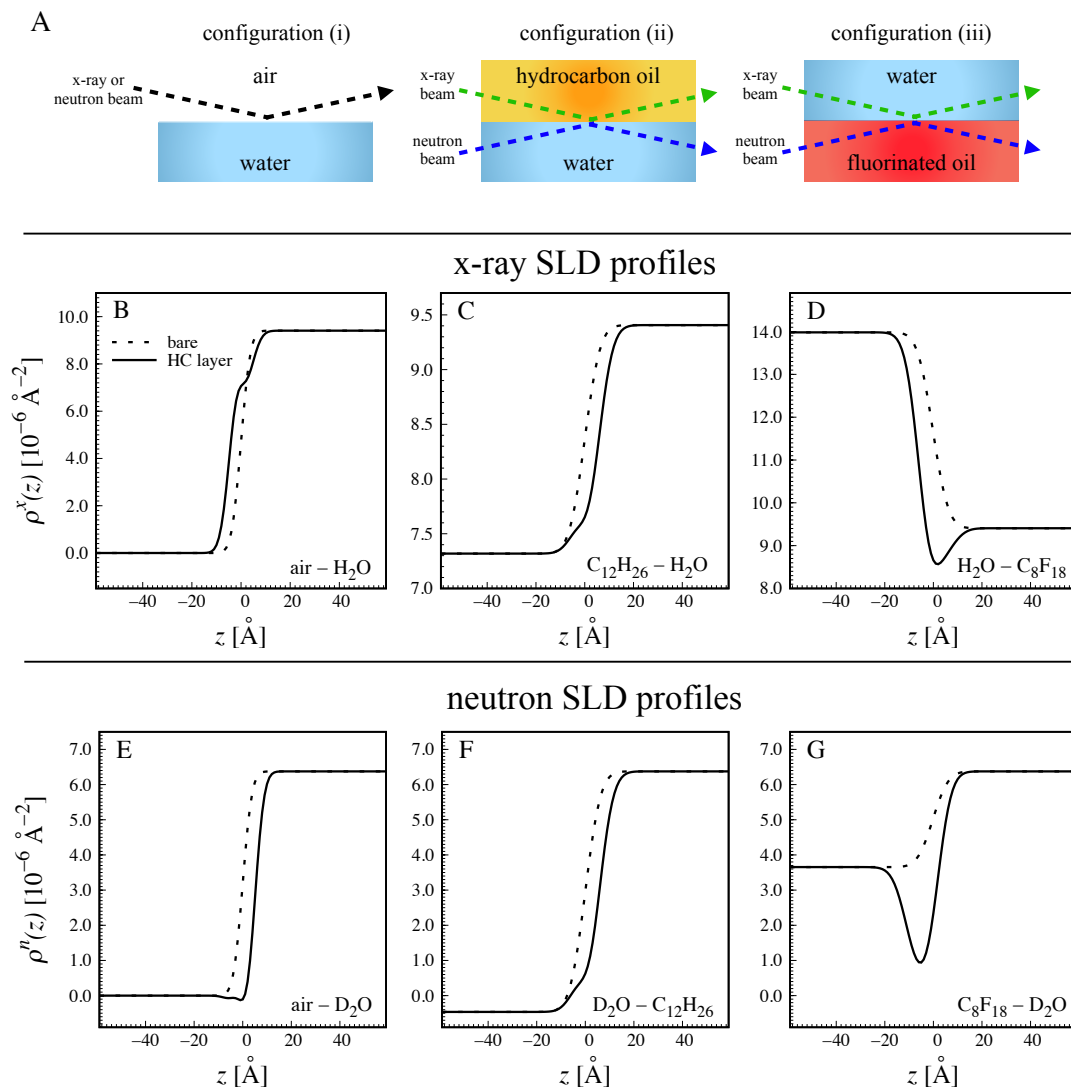 A
configuration (i)
configuration (ii)
configuration (iii)
x-ray or
neutron beam
air
water
x-ray
beam
neutron
beam
hydrocarbon oil
water
x-ray
beam
neutron
beam
water
fluorinated oil
x-ray SLD profiles
B
bare
HC layer
air – H₂O
ρˣ(z) [10⁻⁶ Å⁻²]
10.0
8.0
6.0
4.0
2.0
0.0
−40 −20 0 20 40
z [Å]
C
C₁₂H₂₆ – H₂O
9.5
9.0
8.5
8.0
7.5
7.0
−40 −20 0 20 40
z [Å]
D
H₂O – C₈F₁₈
14.0
13.0
12.0
11.0
10.0
9.0
8.0
−40 −20 0 20 40
z [Å]
neutron SLD profiles
E
air – D₂O
ρⁿ(z) [10⁻⁶ Å⁻²]
7.0
6.0
5.0
4.0
3.0
2.0
1.0
0.0
−40 −20 0 20 40
z [Å]
F
D₂O – C₁₂H₂₆
7.0
6.0
5.0
4.0
3.0
2.0
1.0
0.0
−40 −20 0 20 40
z [Å]
G
C₈F₁₈ – D₂O
7.0
6.0
5.0
4.0
3.0
2.0
1.0
0.0
−40 −20 0 20 40
z [Å]